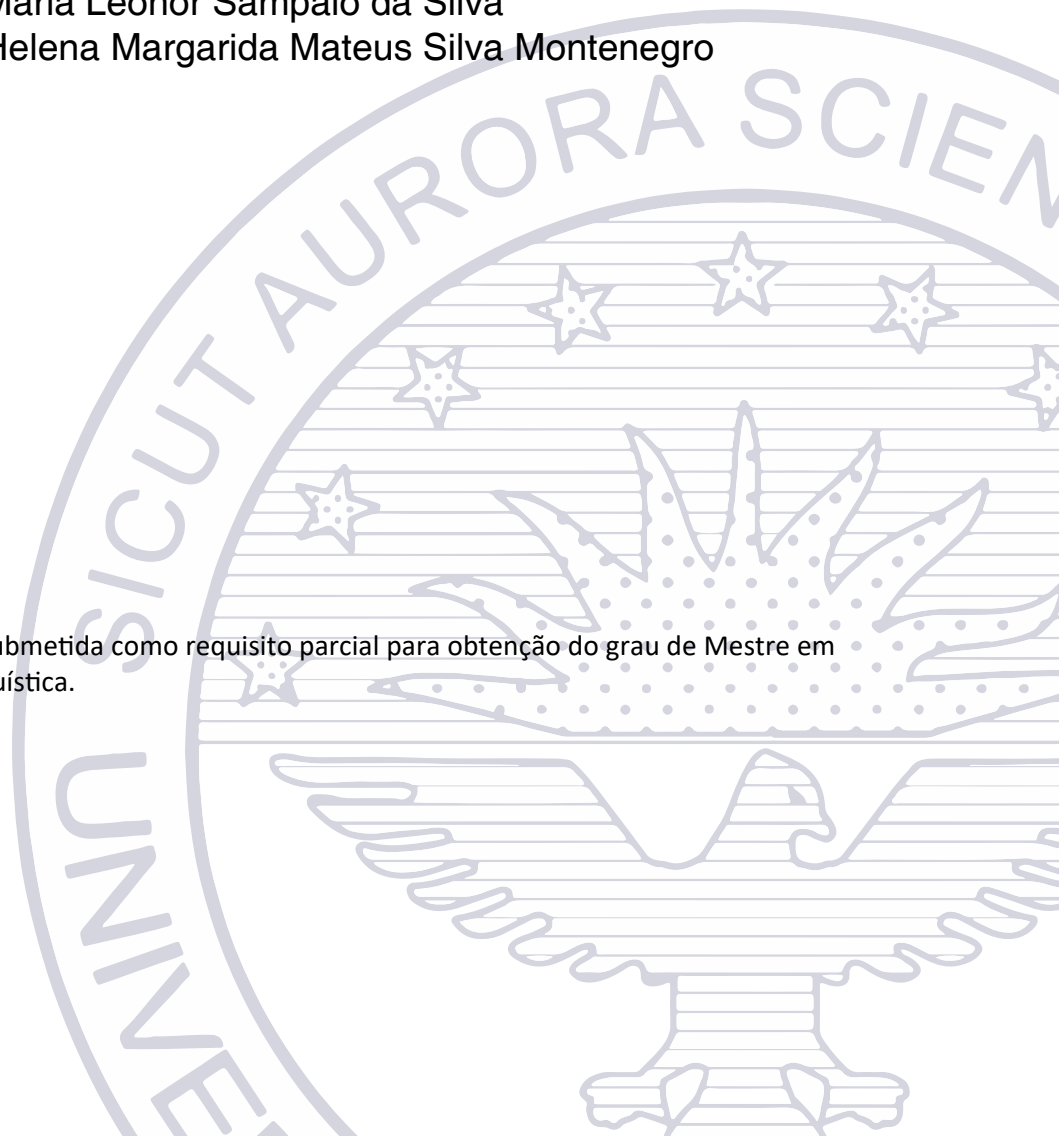 Maria Leonor Sampaio da Silva
Helena Margarida Mateus Silva Montenegro
SICUT AURORA SCIEN
ubmetida como requisito parcial para obtenção do grau de Mestre em
uística.
UNIVE